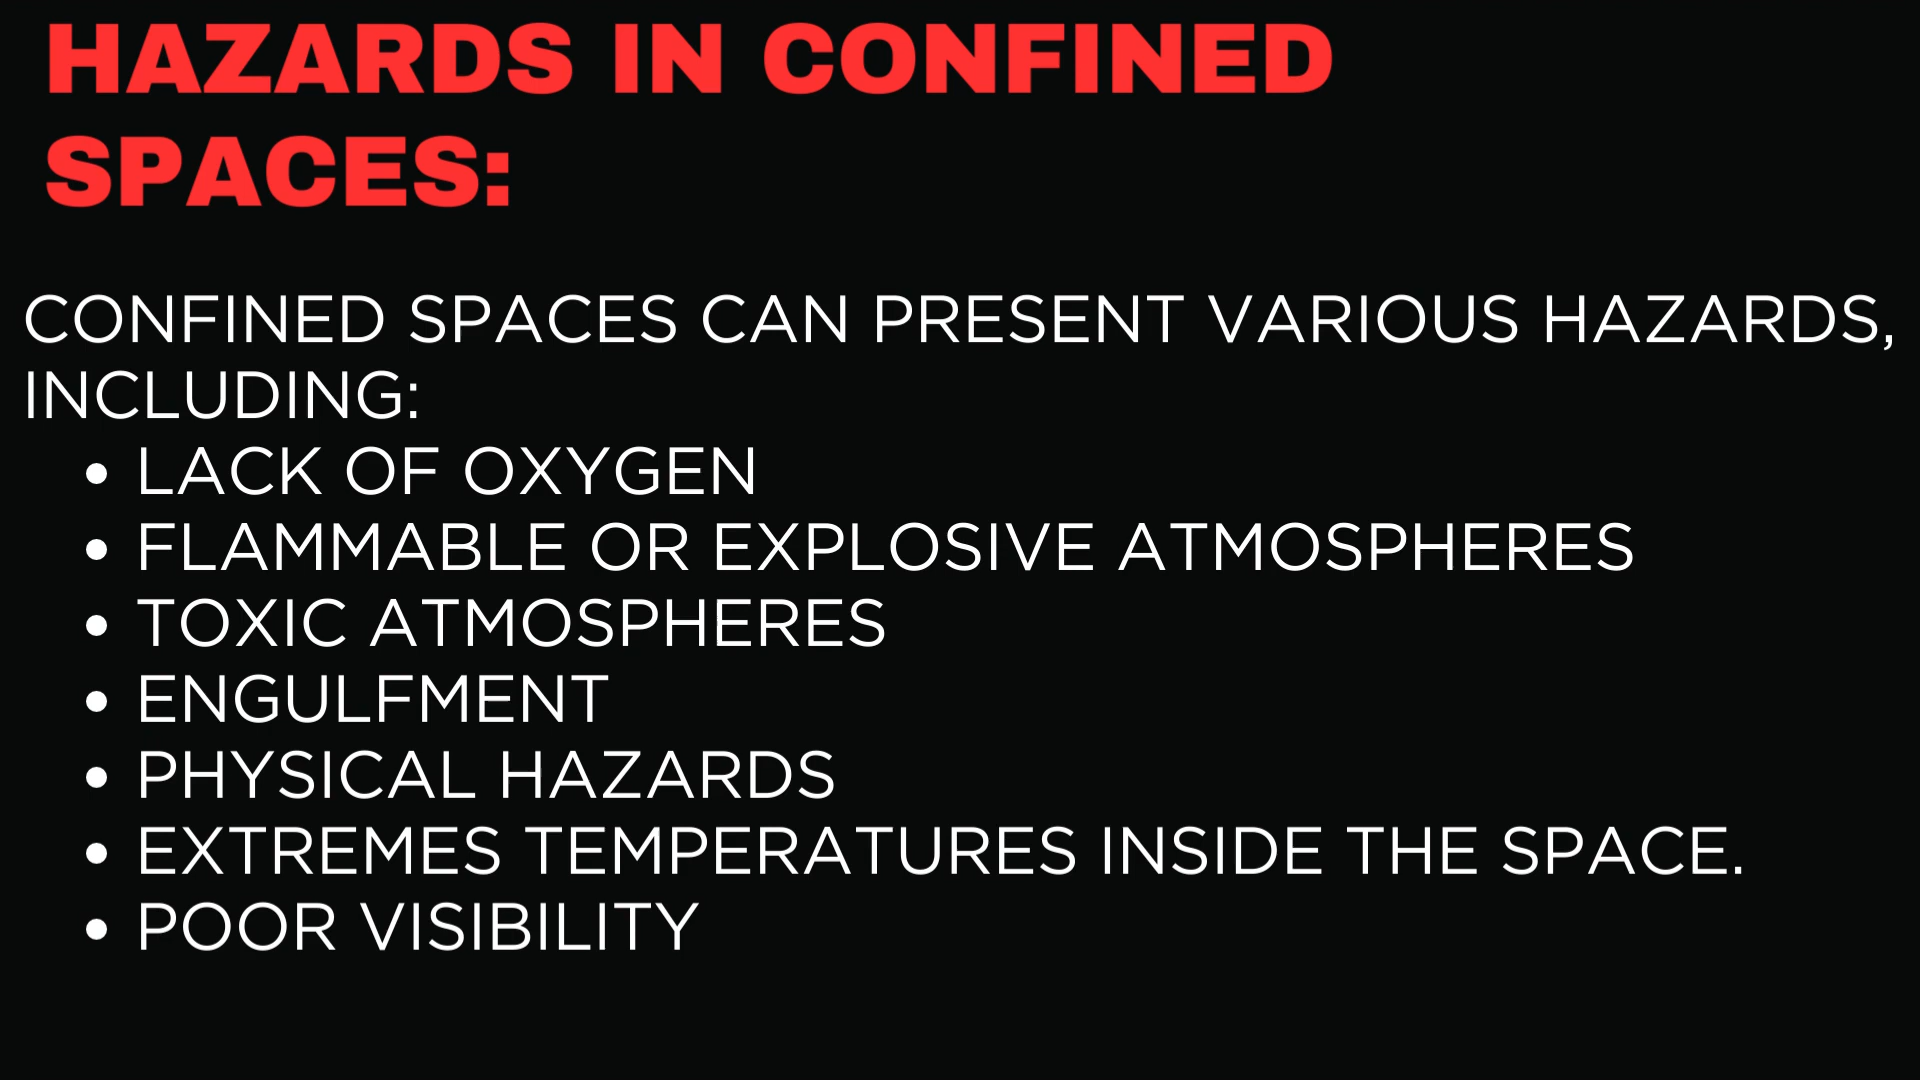 HAZARDS IN CONFINED
SPACES:
CONFINED SPACES CAN PRESENT VARIOUS HAZARDS,
INCLUDING:
• LACK OF OXYGEN
• FLAMMABLE OR EXPLOSIVE ATMOSPHERES
• TOXIC ATMOSPHERES
• ENGULFMENT
• PHYSICAL HAZARDS
• EXTREMES TEMPERATURES INSIDE THE SPACE.
• POOR VISIBILITY